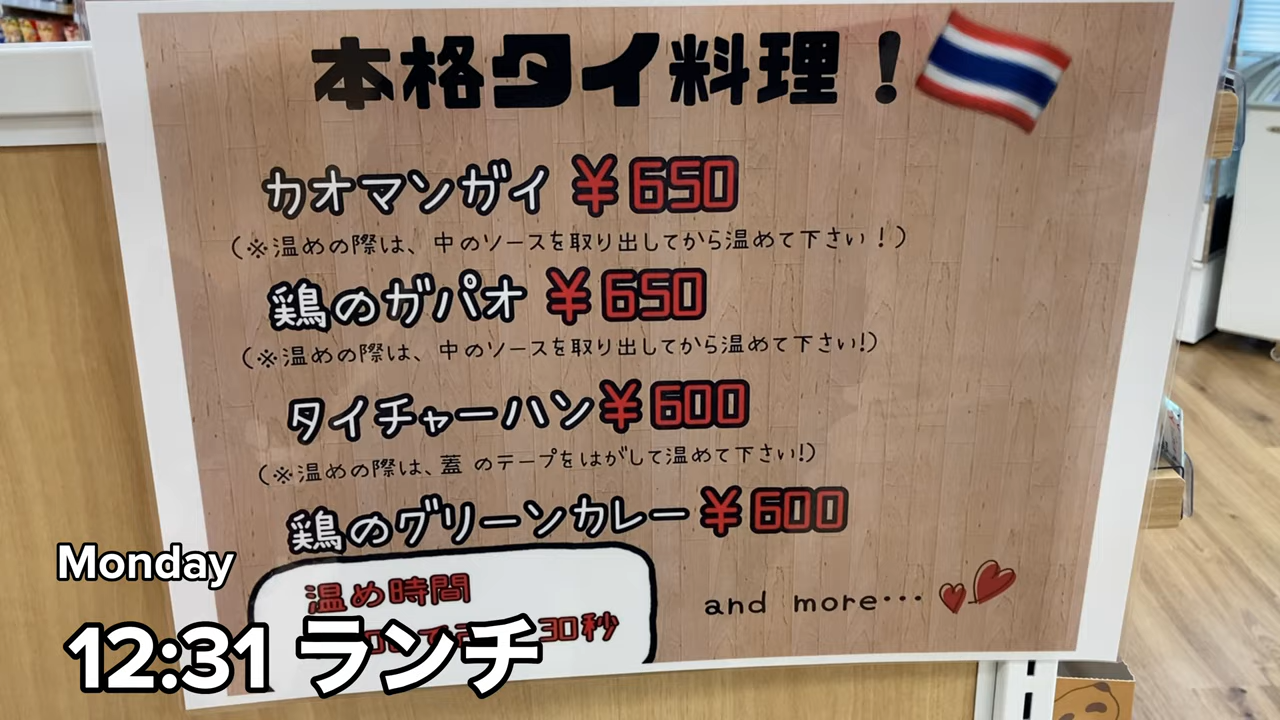 本格タイ料理！
カオマンガイ ¥650
（※温めの際は、中のソースを取り出してから温めて下さい！）
鶏のガパオ ¥650
（※温めの際は、中のソースを取り出してから温めて下さい!）
タイチャーハン¥600
（※温めの際は、蓋 のテープをはがして温めて下さい!）
鶏のグリーンカレー¥600
温め時間
30秒
and more…
Monday
12:31 ランチ